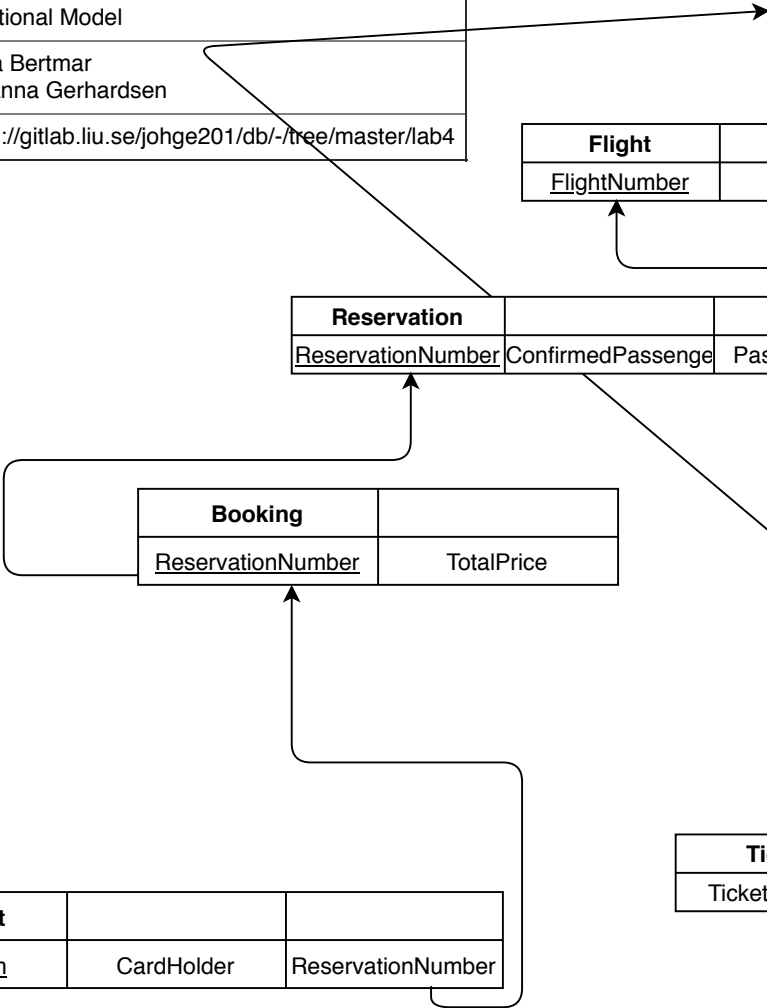 tional Model
Bertmar
nna Gerhardsen
://gitlab.liu.se/johge201/db/-/tree/master/lab4
Flight
FlightNumber
Reservation
ReservationNumber ConfirmedPassenge Pas
Booking
ReservationNumber TotalPrice
Ti
Ticket
t
CardHolder ReservationNumber